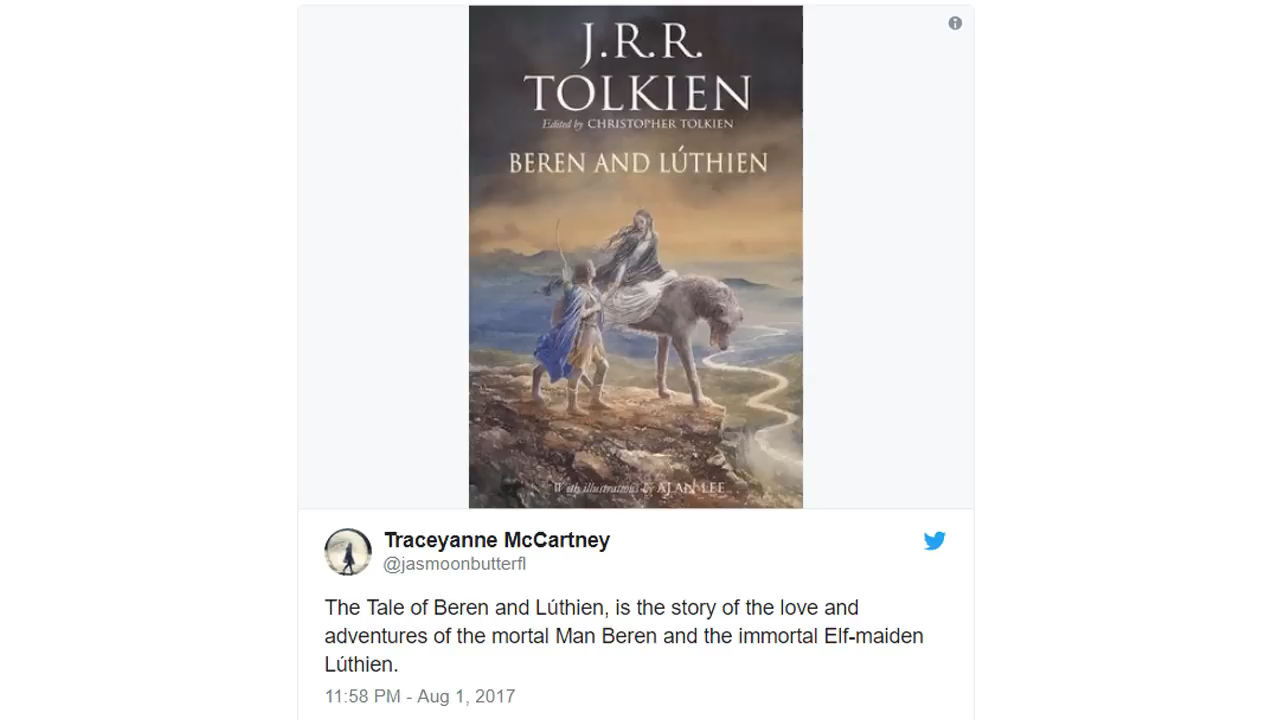 J.R.R.
TOLKIEN
Edited by CHRISTOPHER TOLKIEN
BEREN AND LÚTHIEN
With illustrations by ALAN LEE
Traceyanne McCartney
@jasmoonbutterfl
The Tale of Beren and Lúthien, is the story of the love and
adventures of the mortal Man Beren and the immortal Elf-maiden
Lúthien.
11:58 PM - Aug 1, 2017